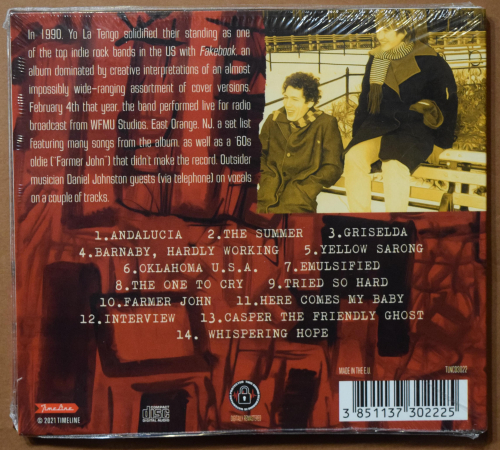 In 1990, Yo La Tengo solidified their standing as one
of the top indie rock bands in the US with Fakebook, an
album dominated by creative interpretations of an almost
impossibly wide-ranging assortment of cover versions.
February 4th that year, the band performed live for radio
broadcast from WFMU Studios, East Orange, NJ, a set list
featuring many songs from the album, as well as a '60s
oldie ("Farmer John") that didn't make the record. Outsider
musician Daniel Johnston guests (via telephone) on vocals
on a couple of tracks.
1.ANDALUCIA 2.THE SUMMER 3.GRISELDA
4.BARNABY, HARDLY WORKING 5.YELLOW SARONG
6.OKLAHOMA U.S.A. 7.EMULSIFIED
8.THE ONE TO CRY 9.TRIED SO HARD
10.FARMER JOHN 11.HERE COMES MY BABY
12.INTERVIEW 13.CASPER THE FRIENDLY GHOST
14. WHISPERING HOPE
TimeLine
© 2021 TIMELINE
COMPACT
disc
DIGITAL AUDIO
DIGITALLY REMASTERED
MADE IN THE E.U.
3 851137 302225